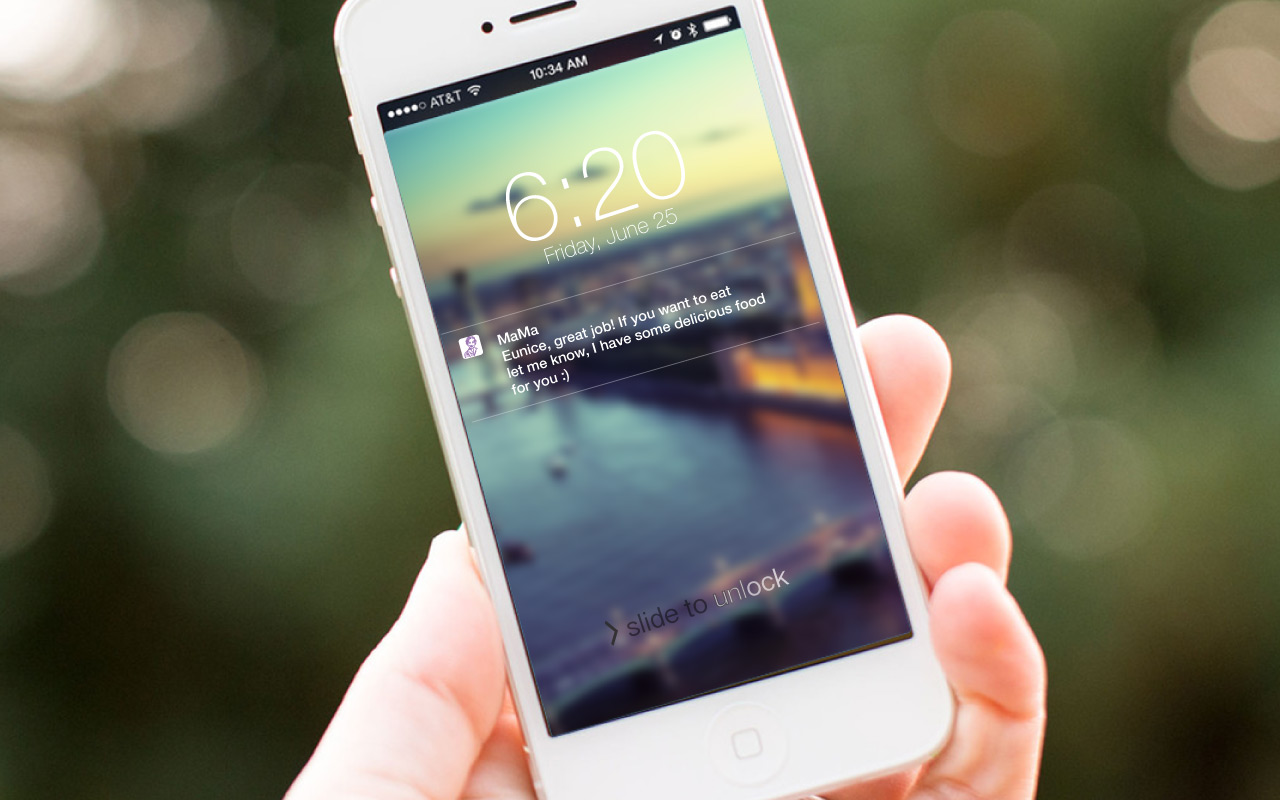 ●●●●○ AT&T 10:34 AM
6:20
Friday, June 25
MaMa
Eunice, great job! If you want to eat
let me know, I have some delicious food
for you :)
slide to unlock